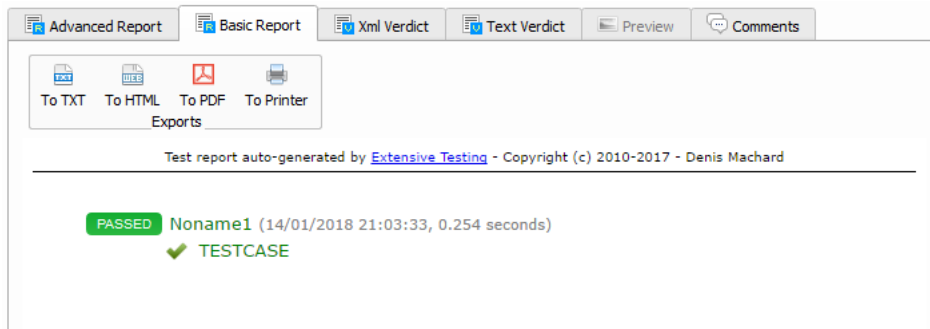 Advanced Report Basic Report Xml Verdict Text Verdict Preview Comments
TXT WEB
To TXT To HTML To PDF To Printer
Exports
Test report auto-generated by Extensive Testing - Copyright (c) 2010-2017 - Denis Machard
PASSED Noname1 (14/01/2018 21:03:33, 0.254 seconds)
TESTCASE